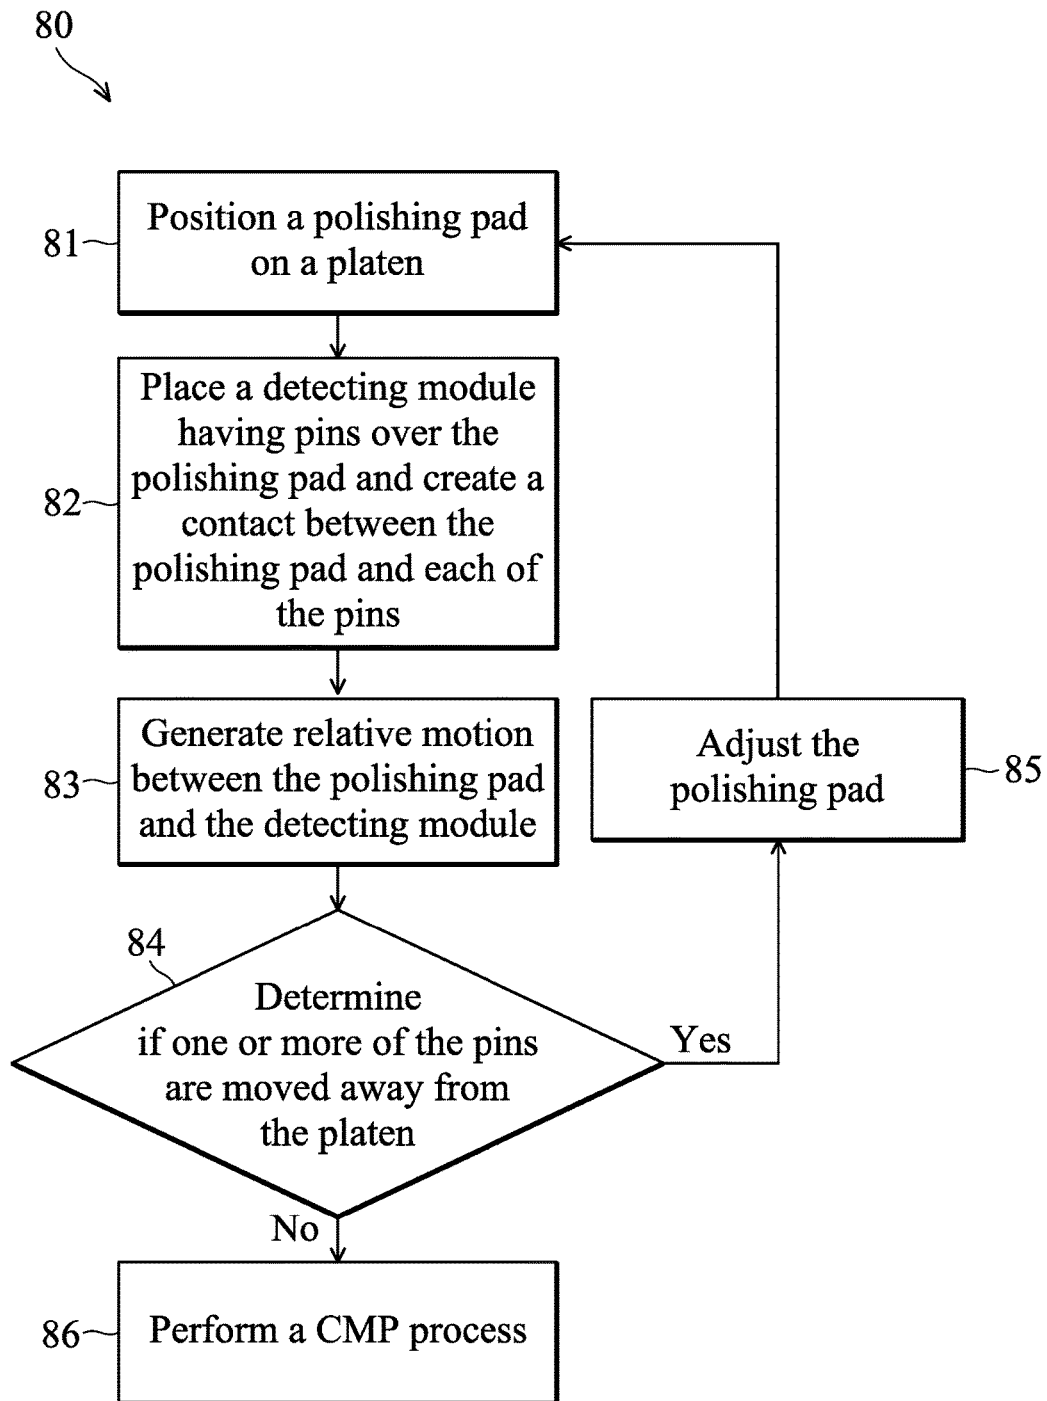 80
81
Position a polishing pad
on a platen
82
Place a detecting module
having pins over the
polishing pad and create a
contact between the
polishing pad and each of
the pins
83
Generate relative motion
between the polishing pad
and the detecting module
Adjust the
polishing pad
85
84
Determine
if one or more of the pins
are moved away from
the platen
Yes
No
86
Perform a CMP process